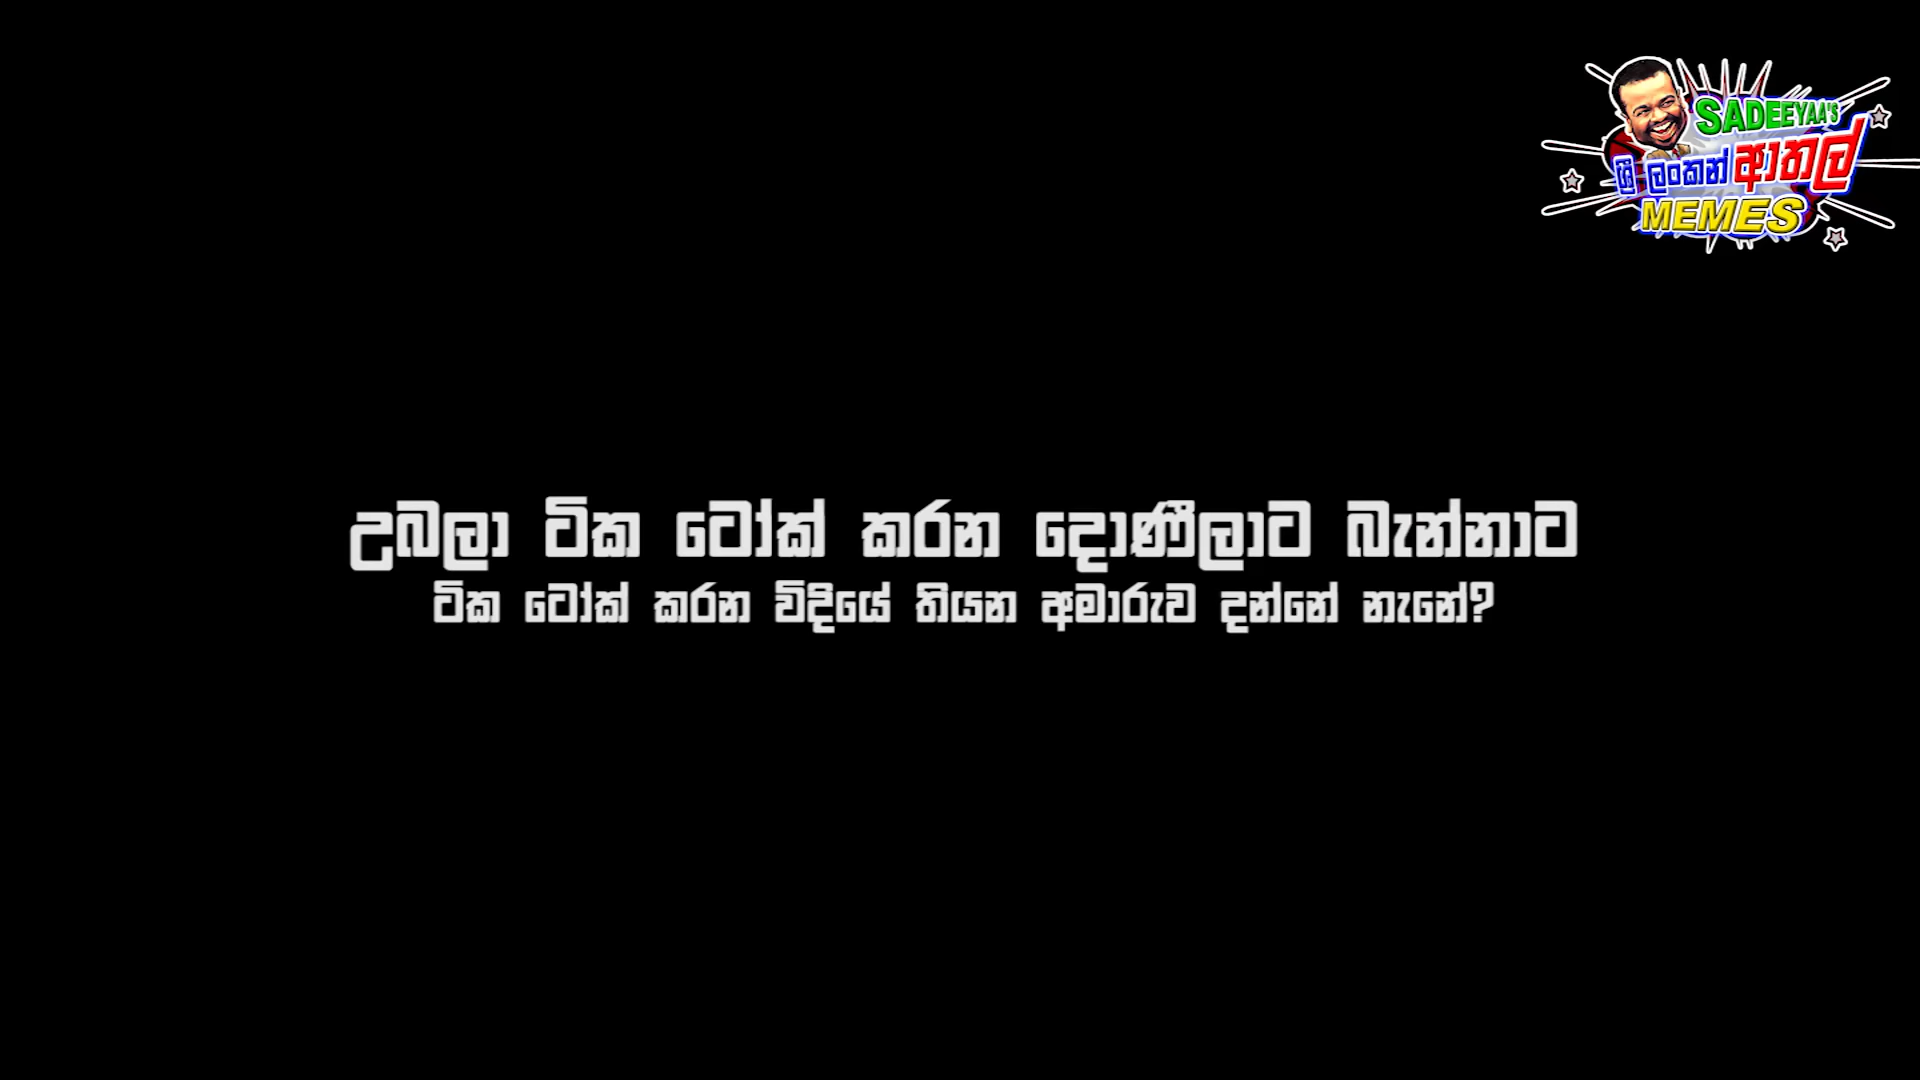 SADEEYAA'S
ශ්‍රී ලංකන් ආතල්
MEMES
උබලා ටික ටෝක් කරන දෝණීලාට බැන්නාට
ටික ටෝක් කරන විදියේ තියන අමාරුව දන්නේ නැනේ?